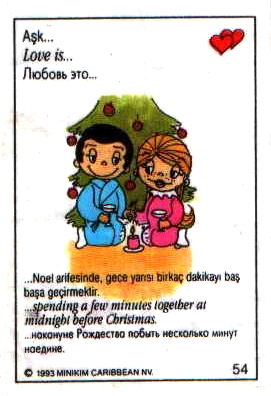 Aşk...
Love is...
Любовь это...
...Noel arifesinde, gece yarısı birkaç dakikayı baş
başa geçirmektir.
...spending a few minutes together at
midnight before Christmas.
...накануне Рождества побыть несколько минут
наедине.
© 1993 MINIKIM CARIBBEAN NV.
54